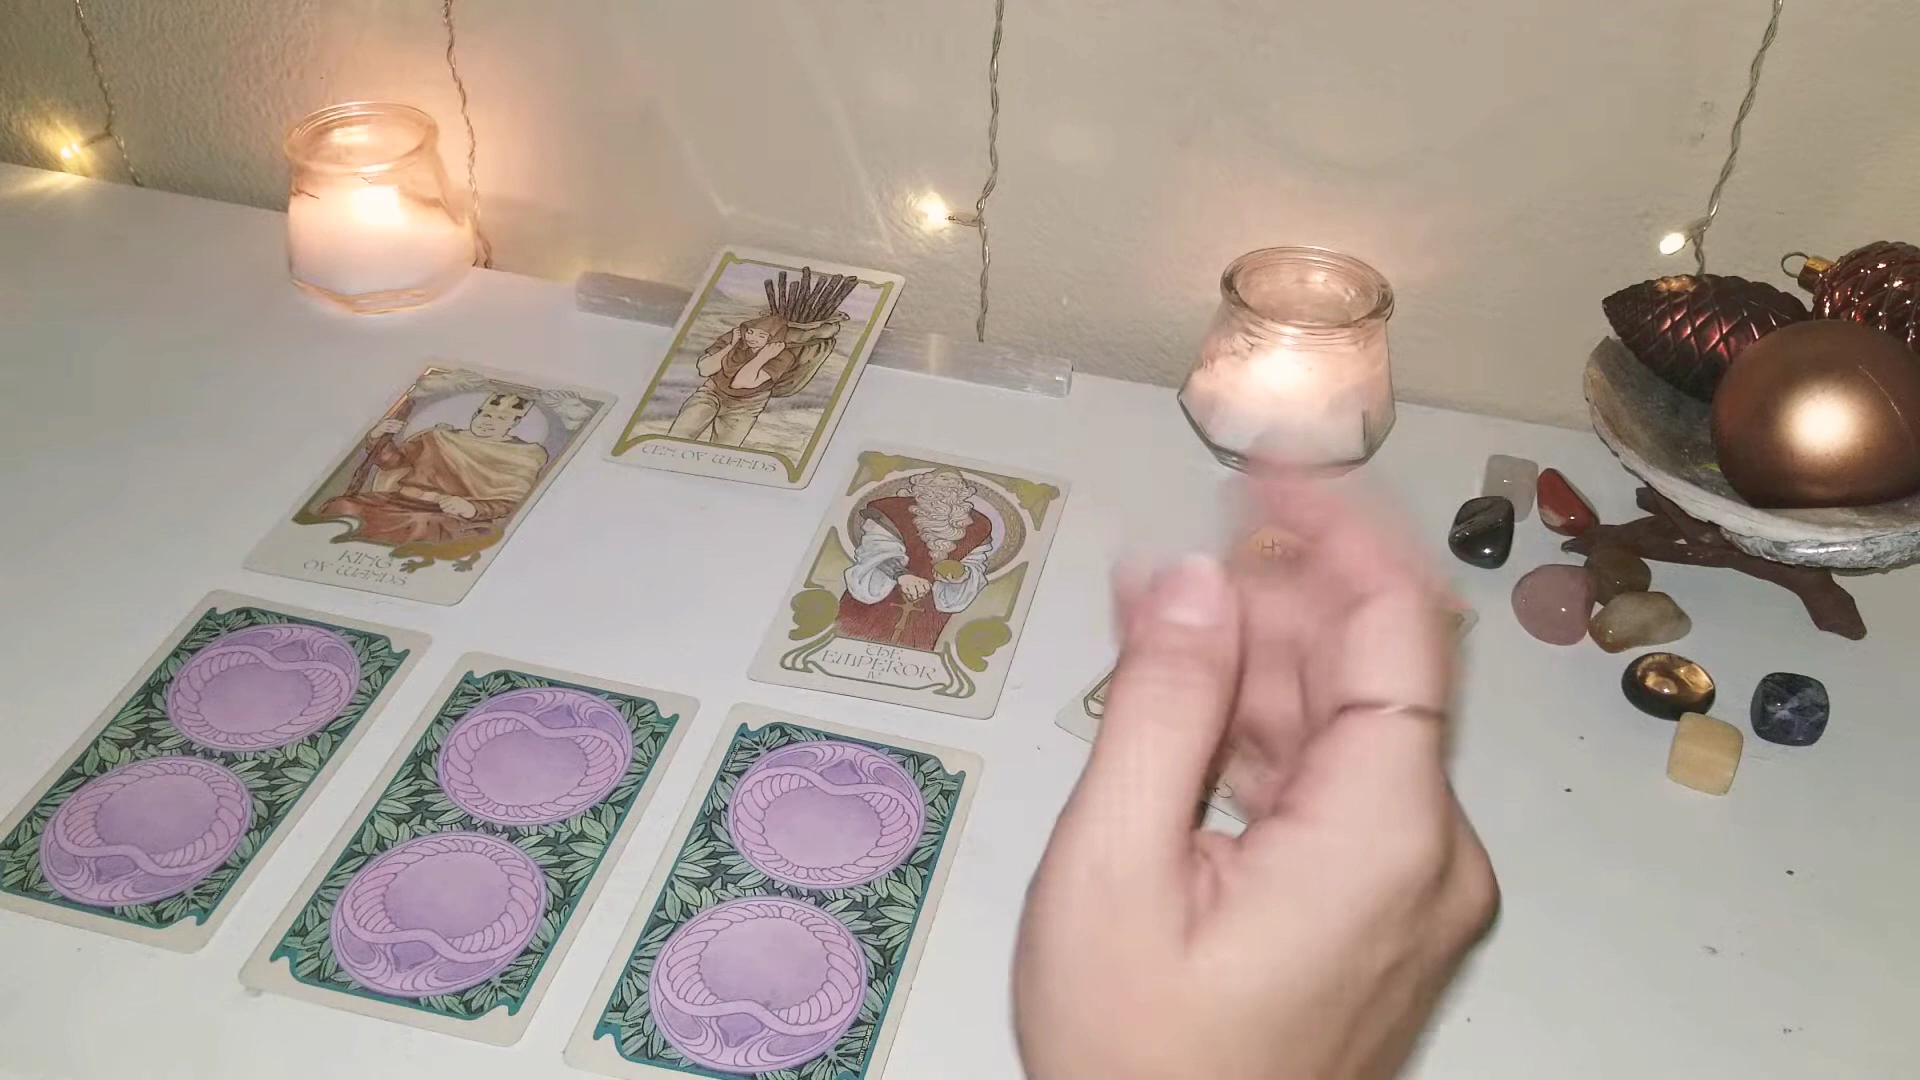 TEN OF WANDS
KING
OF WANDS
THE
EMPEROR
IV